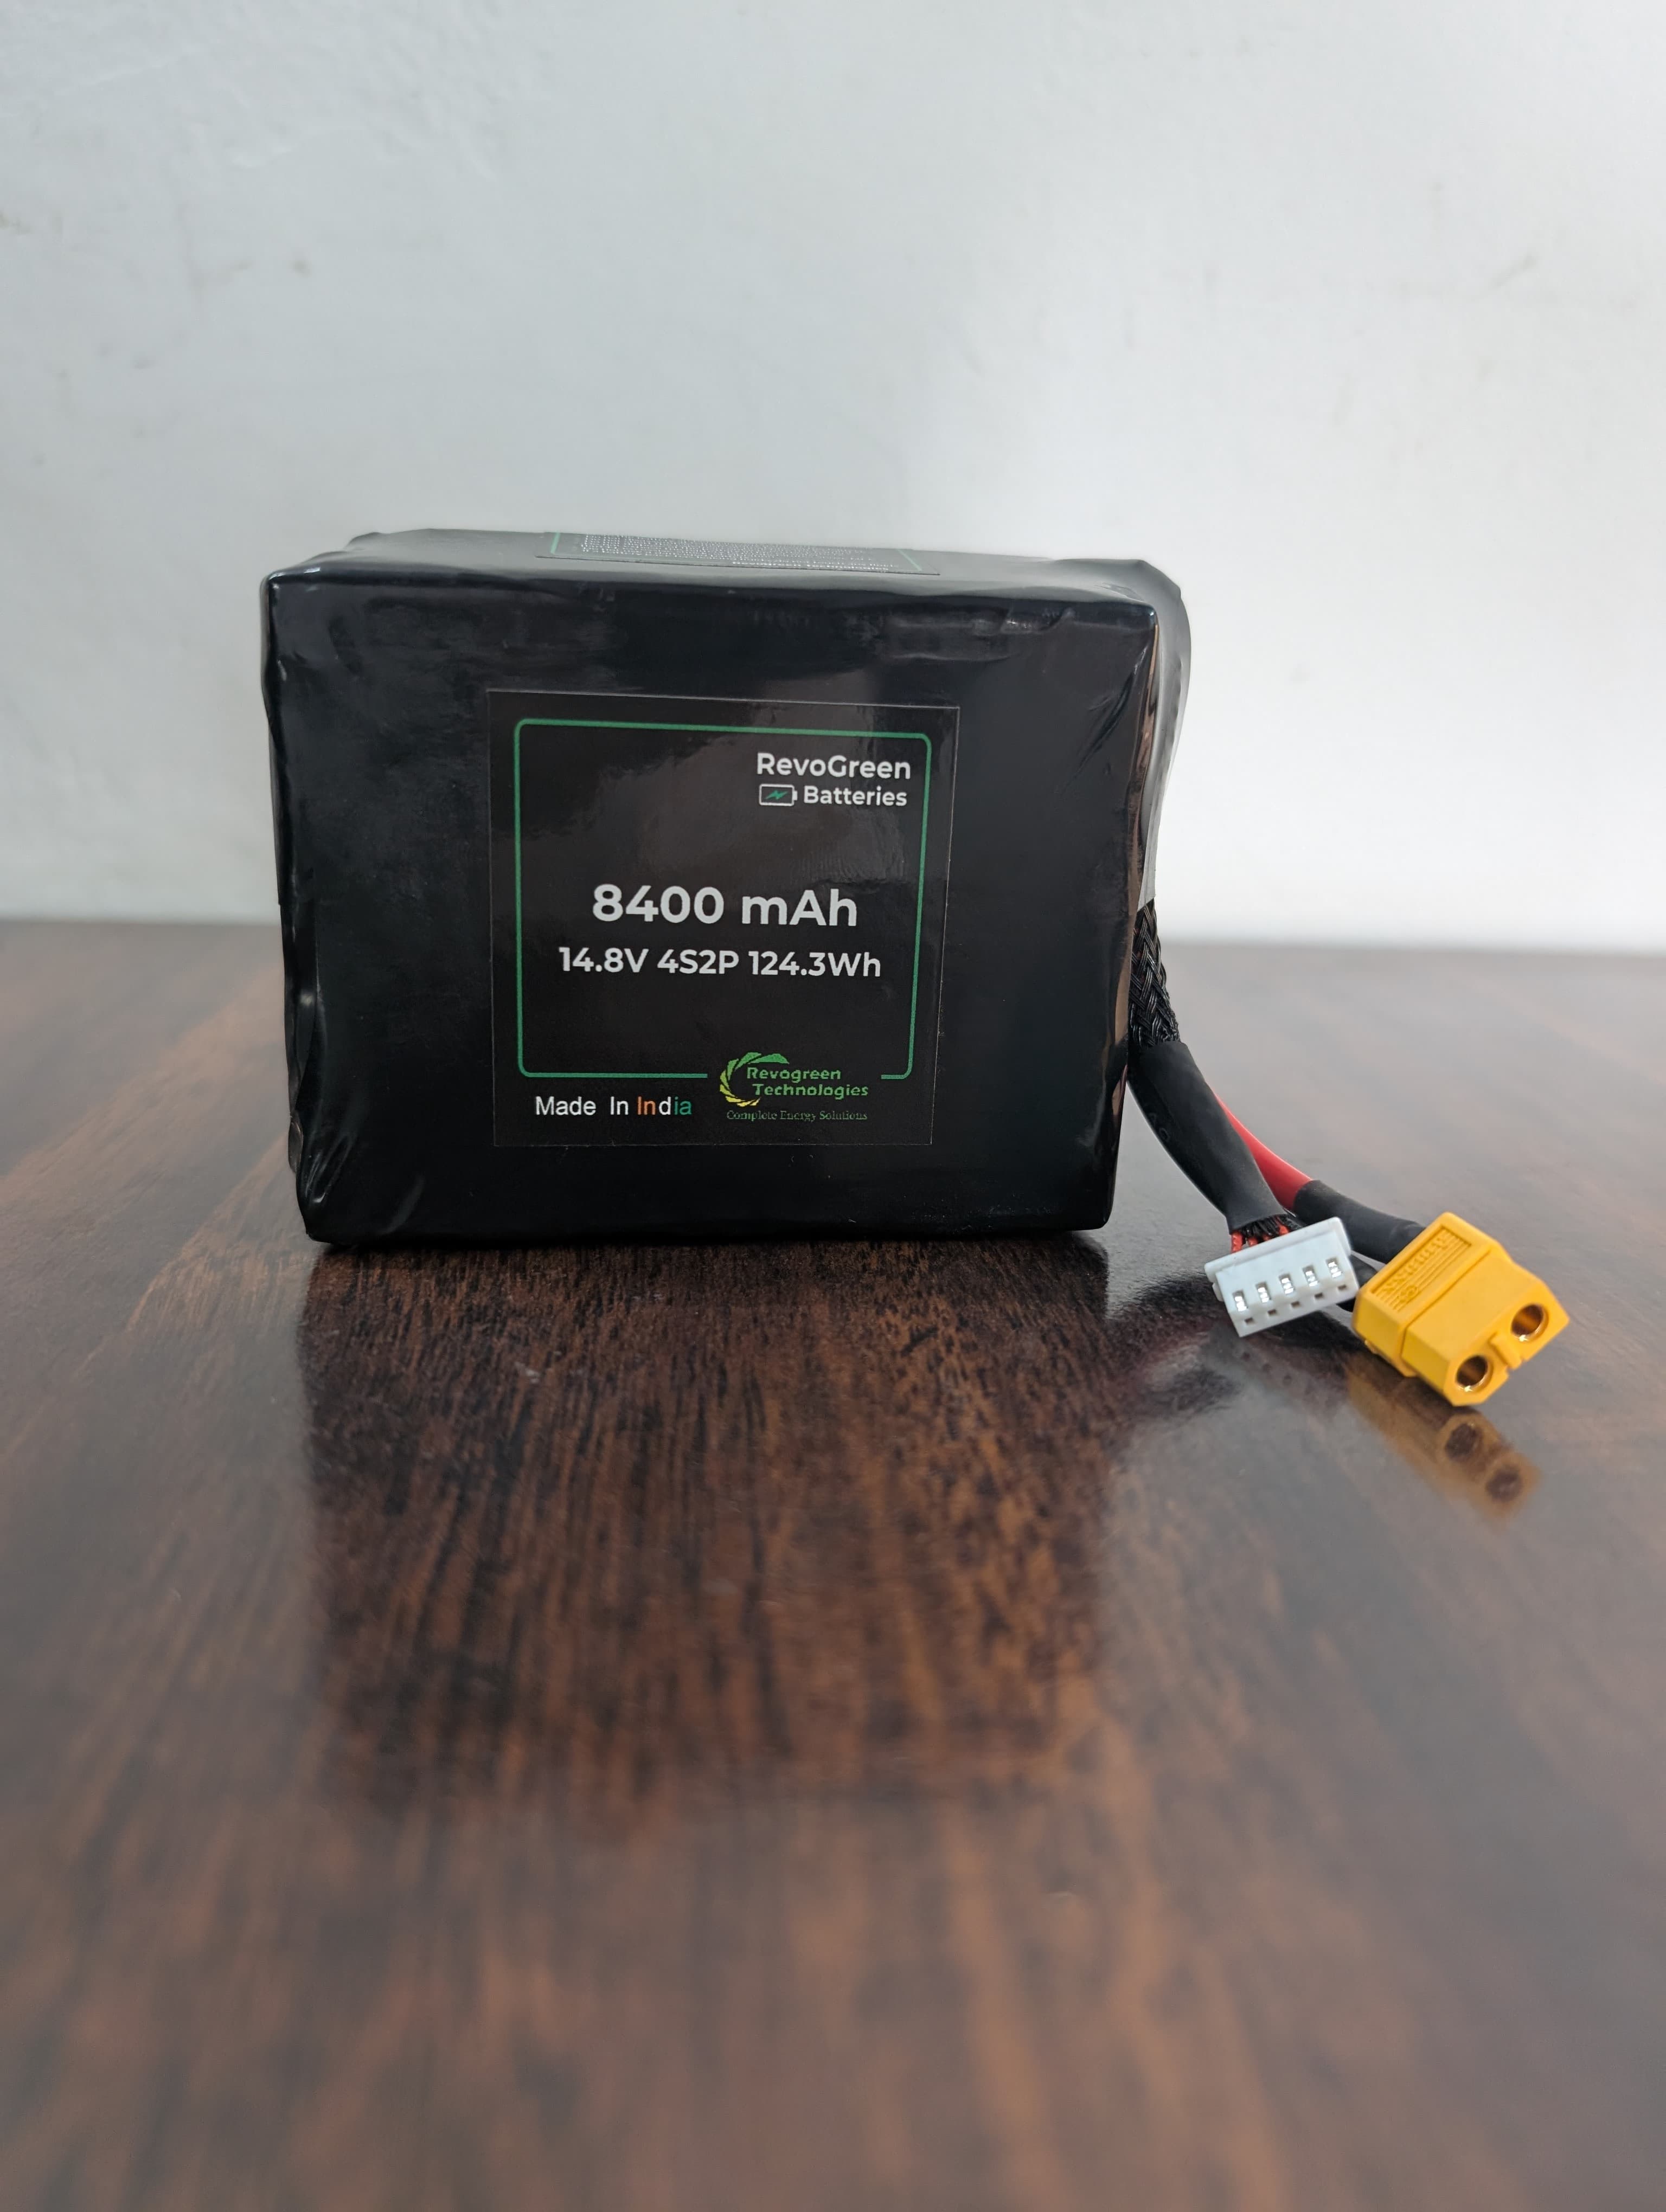 RevoGreen
Batteries
8400 mAh
14.8V 4S2P 124.3Wh
Made In India
Revogreen
Technologies
Complete Energy Solutions